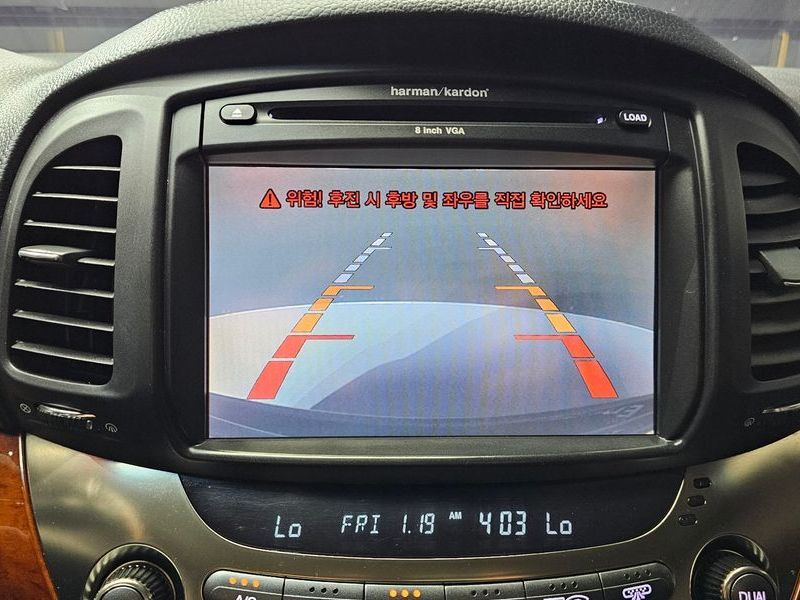 harman/kardon
LOAD
8 inch VGA
위험! 후진 시 후방 및 좌우를 직접 확인하세요
Lo FRI 1.19 AM 4:03 Lo
A/C
DUAL